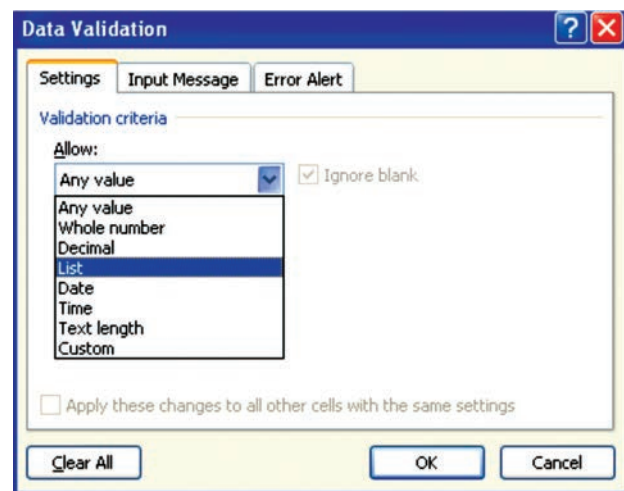 Data Validation
Settings Input Message Error Alert
Validation criteria
Allow:
Any value Ignore blank
Any value
Whole number
Decimal
List
Date
Time
Text length
Custom
Apply these changes to all other cells with the same settings
Clear All OK Cancel